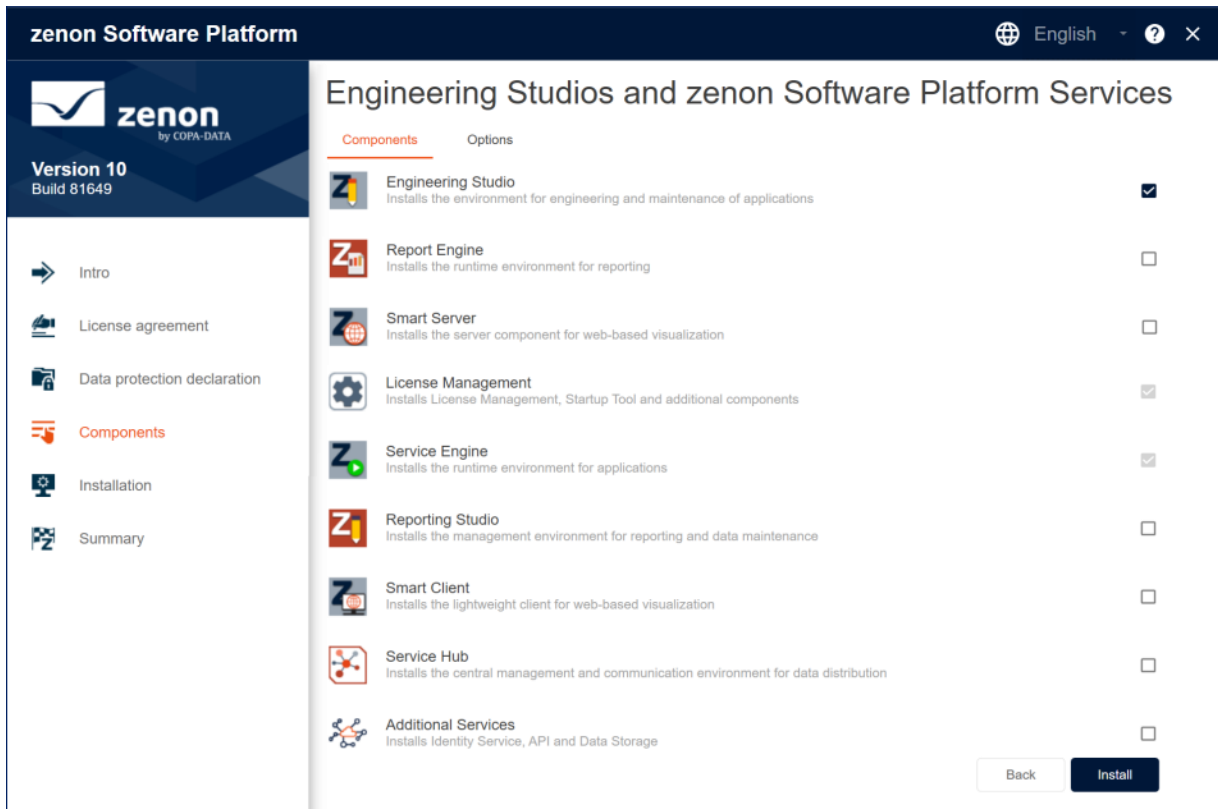 zenon Software Platform
English
zenon
by COPA-DATA
Version 10
Build 81649
Intro
License agreement
Data protection declaration
Components
Installation
Summary
Engineering Studios and zenon Software Platform Services
Components Options
Engineering Studio
Installs the environment for engineering and maintenance of applications
Report Engine
Installs the runtime environment for reporting
Smart Server
Installs the server component for web-based visualization
License Management
Installs License Management, Startup Tool and additional components
Service Engine
Installs the runtime environment for applications
Reporting Studio
Installs the management environment for reporting and data maintenance
Smart Client
Installs the lightweight client for web-based visualization
Service Hub
Installs the central management and communication environment for data distribution
Additional Services
Installs Identity Service, API and Data Storage
Back Install